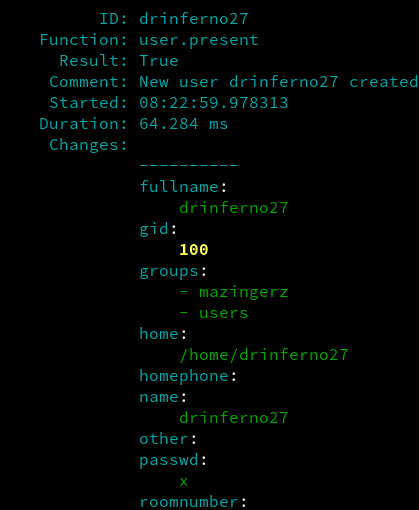 ID: drinferno27
Function: user.present
Result: True
Comment: New user drinferno27 created
Started: 08:22:59.978313
Duration: 64.284 ms
Changes:
----------
fullname:
drinferno27
gid:
100
groups:
- mazingerz
- users
home:
/home/drinferno27
homephone:
name:
drinferno27
other:
passwd:
x
roomnumber: